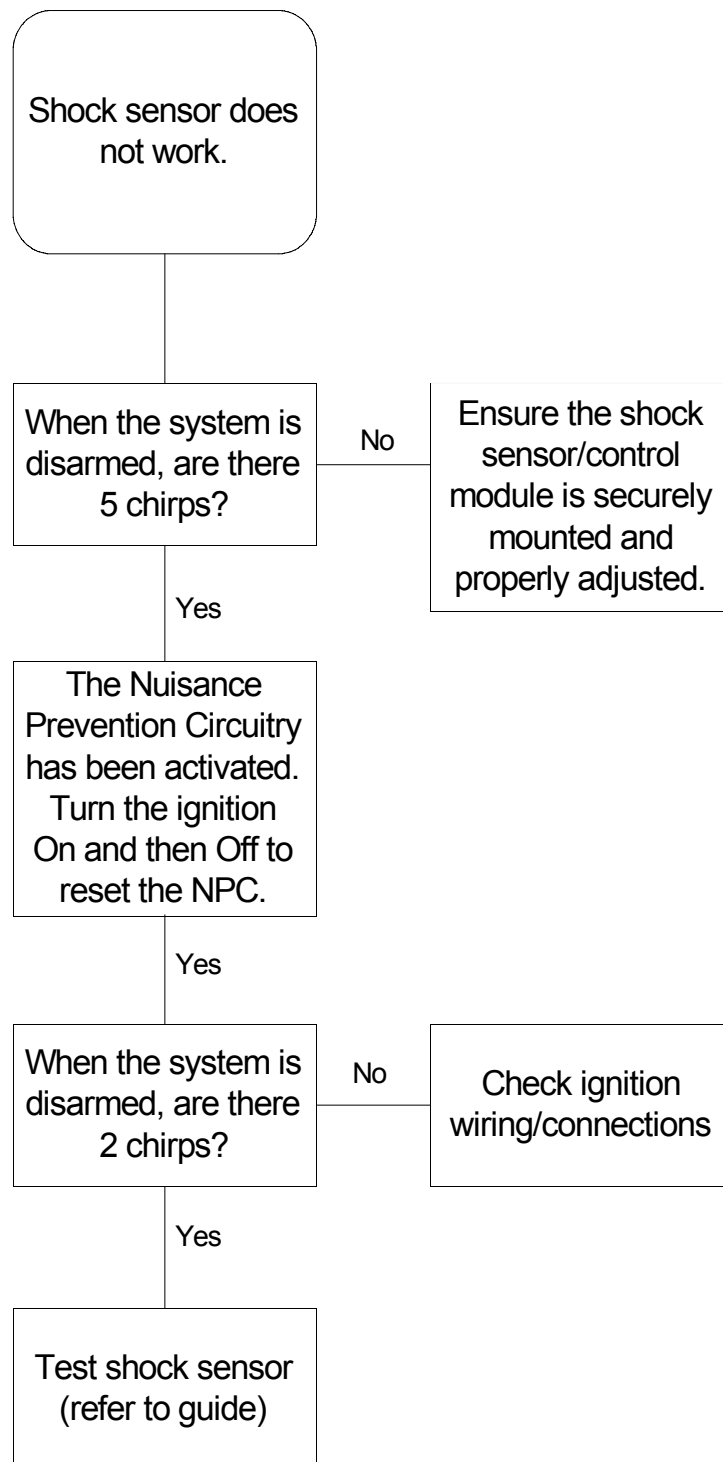 Shock sensor does
not work.
When the system is
disarmed, are there
5 chirps?
No
Ensure the shock
sensor/control
module is securely
mounted and
properly adjusted.
Yes
The Nuisance
Prevention Circuitry
has been activated.
Turn the ignition
On and then Off to
reset the NPC.
Yes
When the system is
disarmed, are there
2 chirps?
No
Check ignition
wiring/connections
Yes
Test shock sensor
(refer to guide)